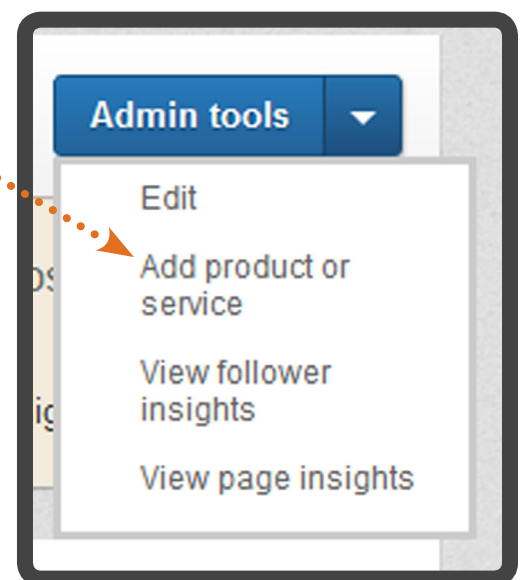 Admin tools
Edit
Add product or
service
View follower
insights
View page insights